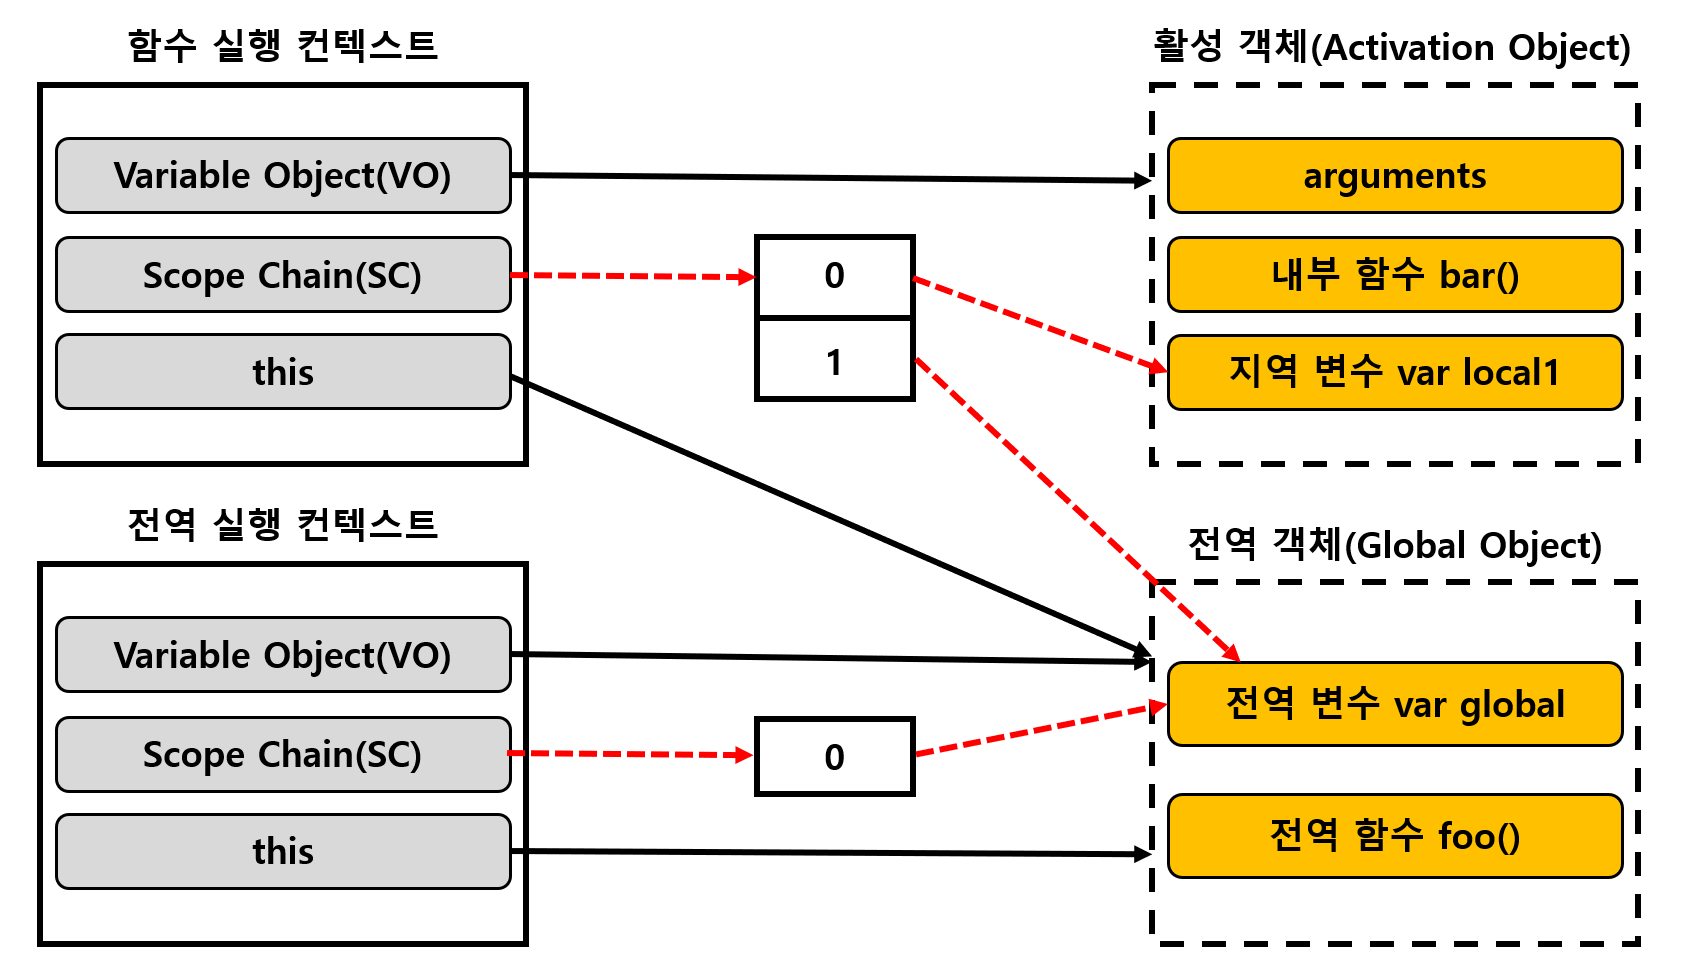 함수 실행 컨텍스트
Variable Object(VO)
Scope Chain(SC)
this
0
1
활성 객체(Activation Object)
arguments
내부 함수 bar()
지역 변수 var local1
전역 실행 컨텍스트
Variable Object(VO)
Scope Chain(SC)
this
0
전역 객체(Global Object)
전역 변수 var global
전역 함수 foo()